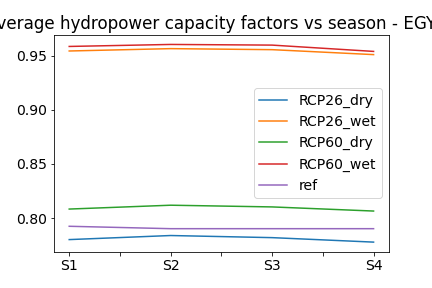 verage hydropower capacity factors vs season - EGY
0.95
0.90
0.85
0.80
RCP26_dry
RCP26_wet
RCP60_dry
RCP60_wet
ref
S1 S2 S3 S4